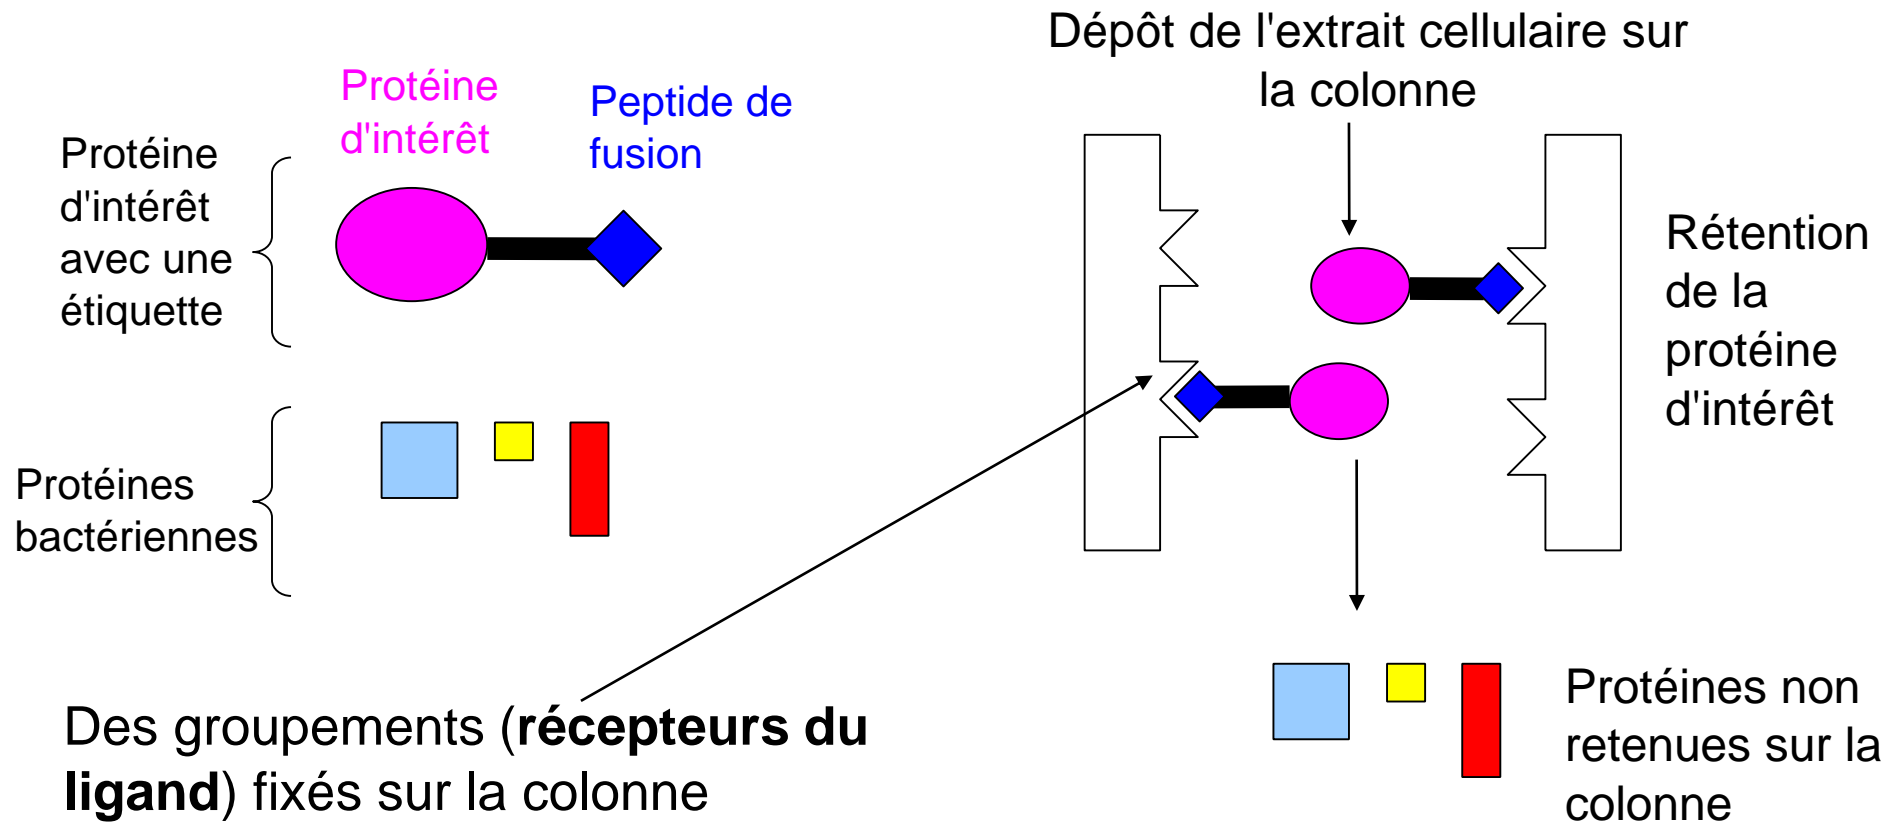 Dépôt de l'extrait cellulaire sur
la colonne
Protéine
d'intérêt
Peptide de
fusion
Protéine
d'intérêt
avec une
étiquette
Rétention
de la
protéine
d'intérêt
Protéines
bactériennes
Des groupements (récepteurs du
ligand) fixés sur la colonne
Protéines non
retenues sur la
colonne